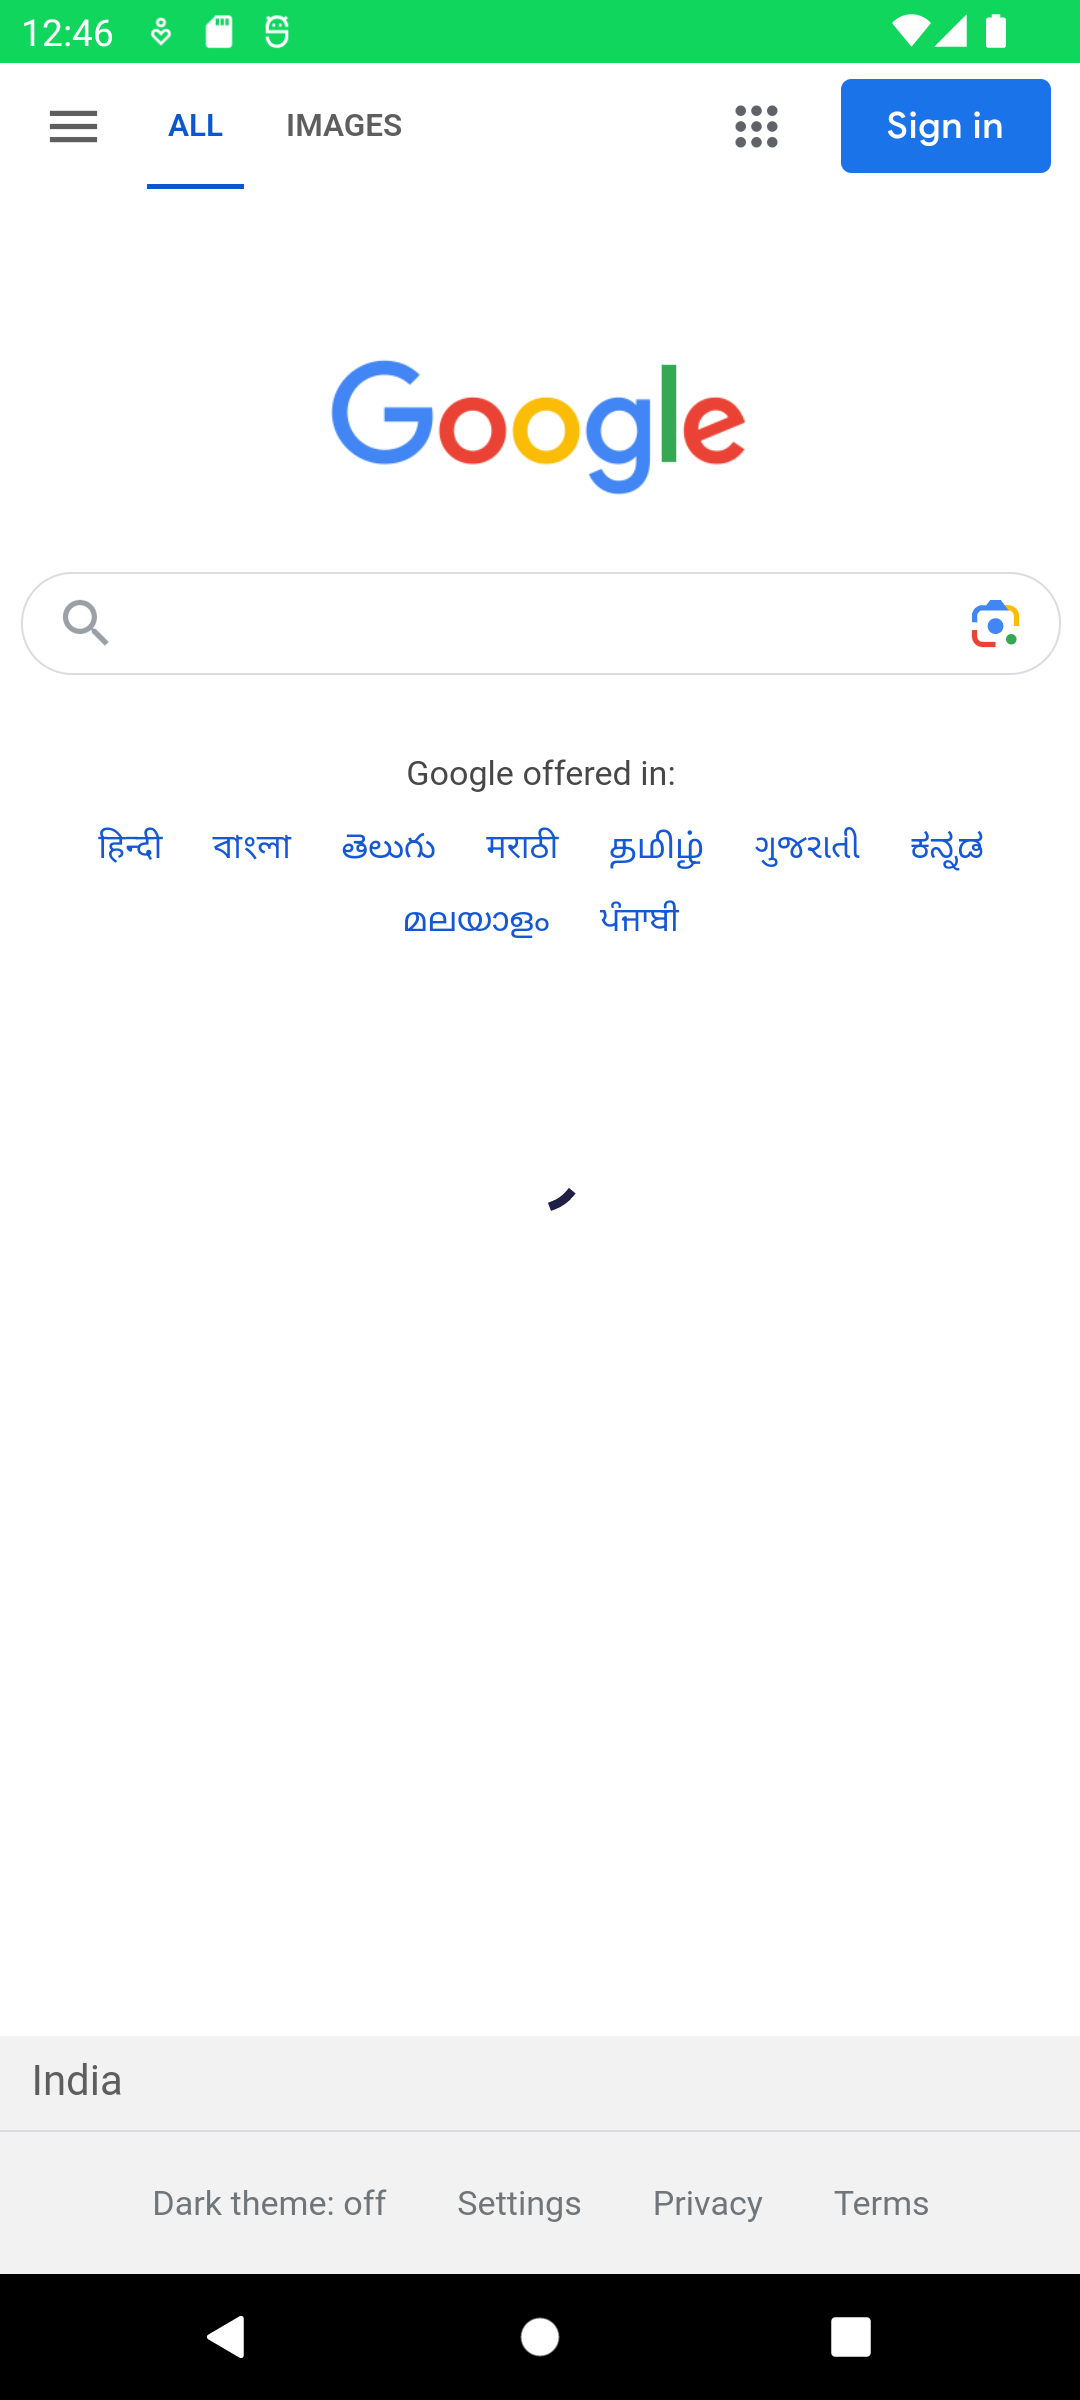 12:46
ALL IMAGES Sign in
Google
Google offered in:
हिन्दी বাংলা తెలుగు मराठी தமிழ் ગુજરાતી ಕನ್ನಡ
മലയാളം ਪੰਜਾਬੀ
India
Dark theme: off Settings Privacy Terms